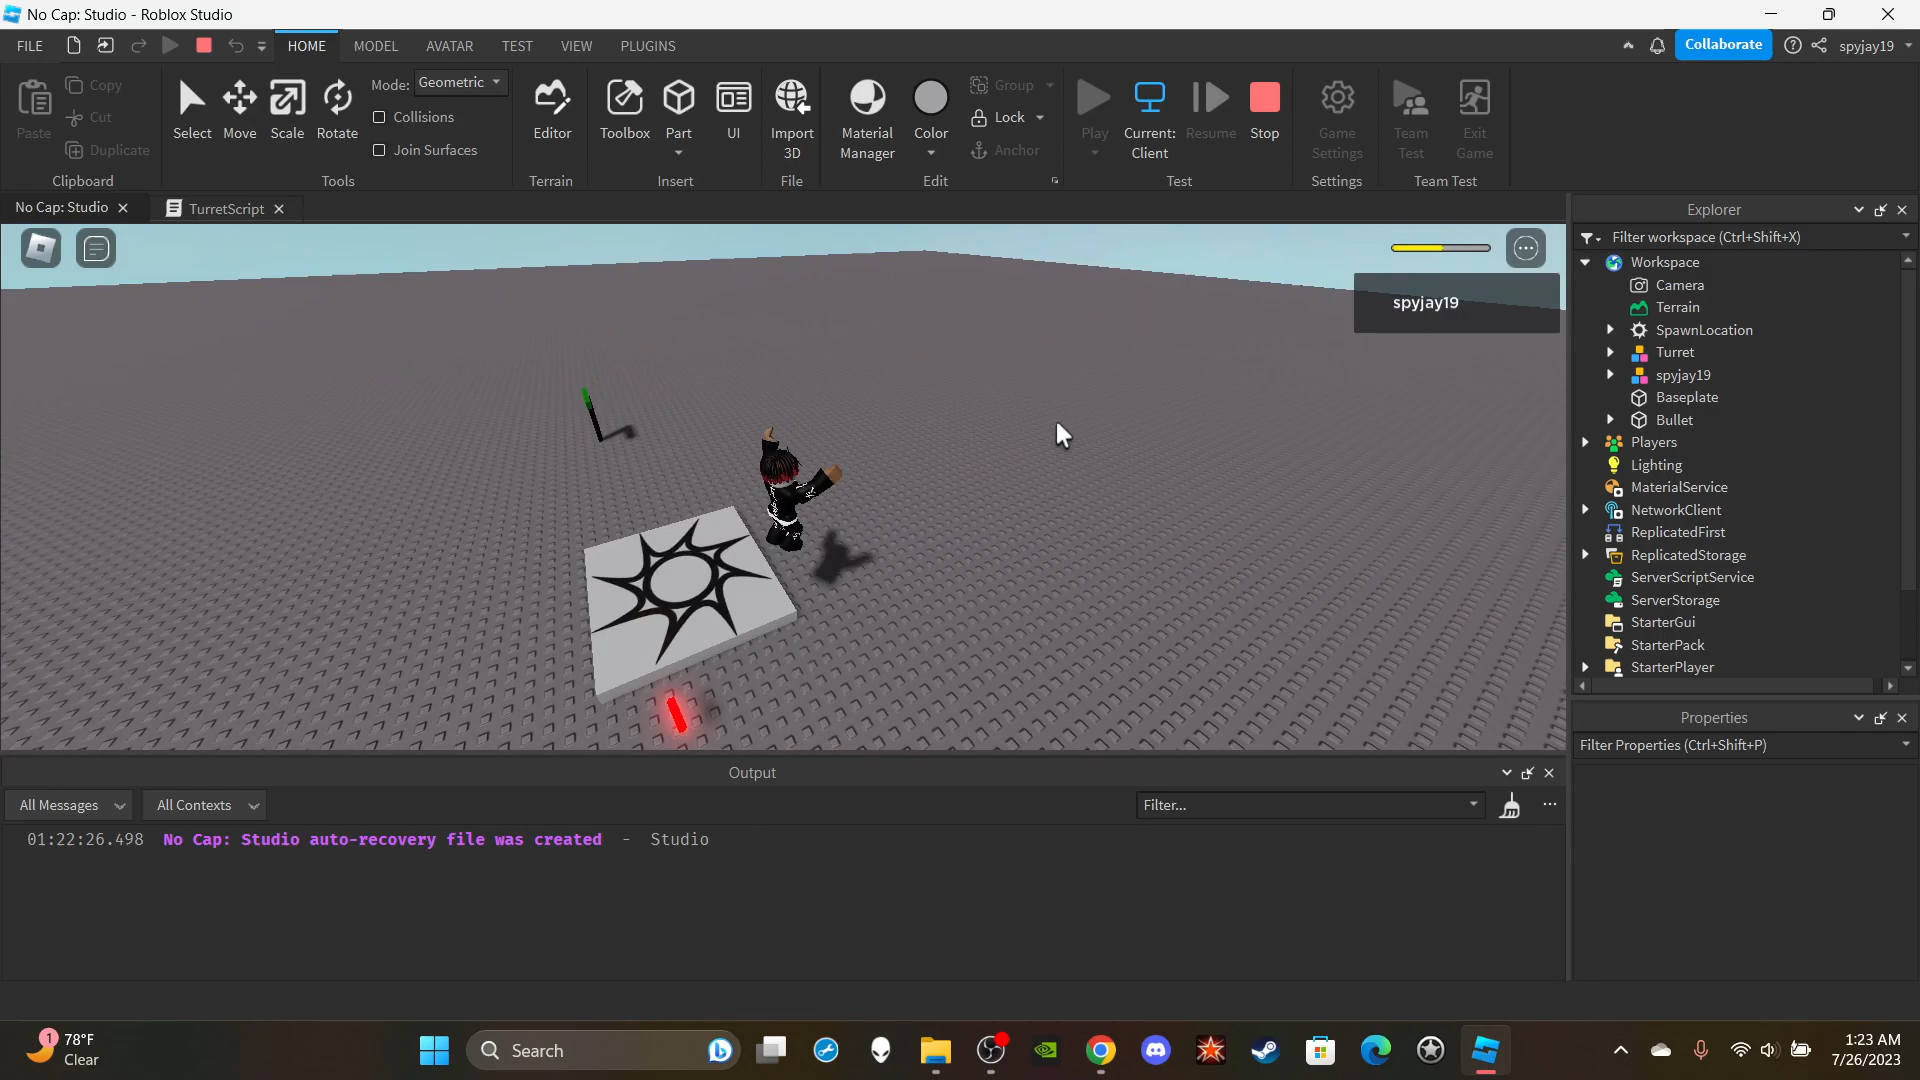 No Cap: Studio - Roblox Studio
FILE
HOME
MODEL
AVATAR
TEST
VIEW
PLUGINS
Collaborate
spyjay19
Paste
Copy
Cut
Duplicate
Clipboard
Select
Move
Scale
Rotate
Mode: Geometric
Collisions
Join Surfaces
Tools
Editor
Terrain
Toolbox
Part
UI
Insert
Import 3D
File
Material Manager
Color
Group
Lock
Anchor
Edit
Play
Current: Client
Resume
Stop
Test
Game Settings
Settings
Team Test
Exit Game
Team Test
No Cap: Studio
TurretScript
spyjay19
Explorer
Filter workspace (Ctrl+Shift+X)
Workspace
Camera
Terrain
SpawnLocation
Turret
spyjay19
Baseplate
Bullet
Players
Lighting
MaterialService
NetworkClient
ReplicatedFirst
ReplicatedStorage
ServerScriptService
ServerStorage
StarterGui
StarterPack
StarterPlayer
Properties
Filter Properties (Ctrl+Shift+P)
Output
All Messages
All Contexts
Filter...
01:22:26.498 No Cap: Studio auto-recovery file was created - Studio
1
78°F
Clear
Search
1:23 AM
7/26/2023